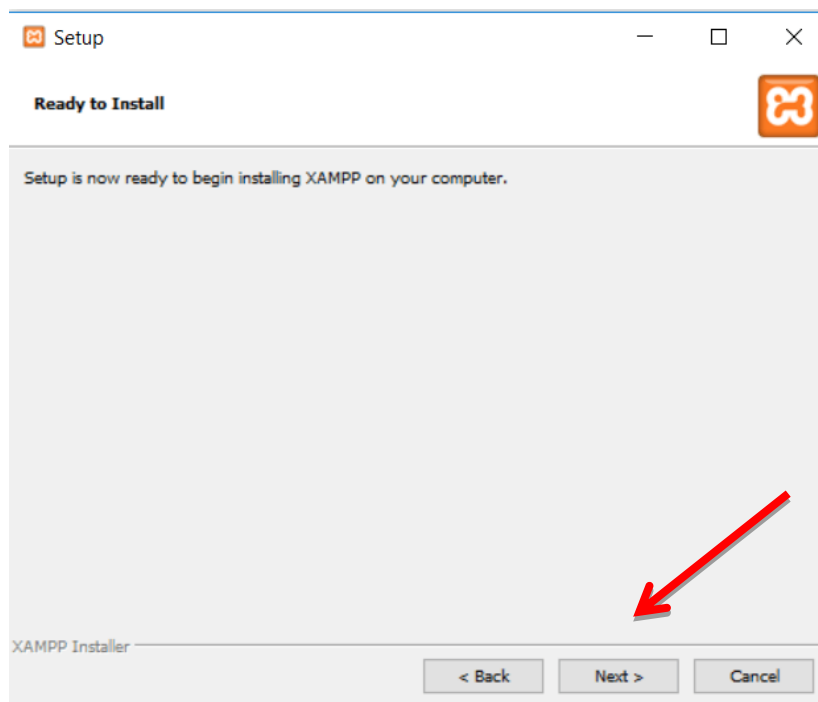 Setup
Ready to Install
Setup is now ready to begin installing XAMPP on your computer.
XAMPP Installer
< Back Next > Cancel